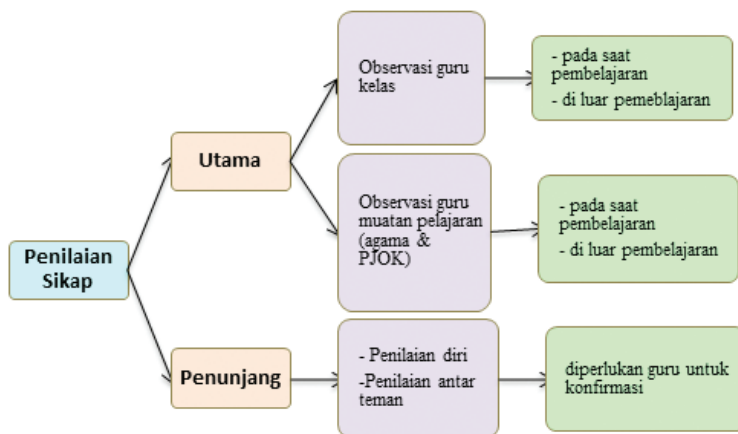 Penilaian
Sikap
Utama
Observasi guru
kelas
- pada saat
pembelajaran
- di luar pemeblajaran
Observasi guru
muatan pelajaran
(agama &
PJOK)
- pada saat
pembelajaran
- di luar pembelajaran
Penunjang
- Penilaian diri
-Penilaian antar
teman
diperlukan guru untuk
konfirmasi